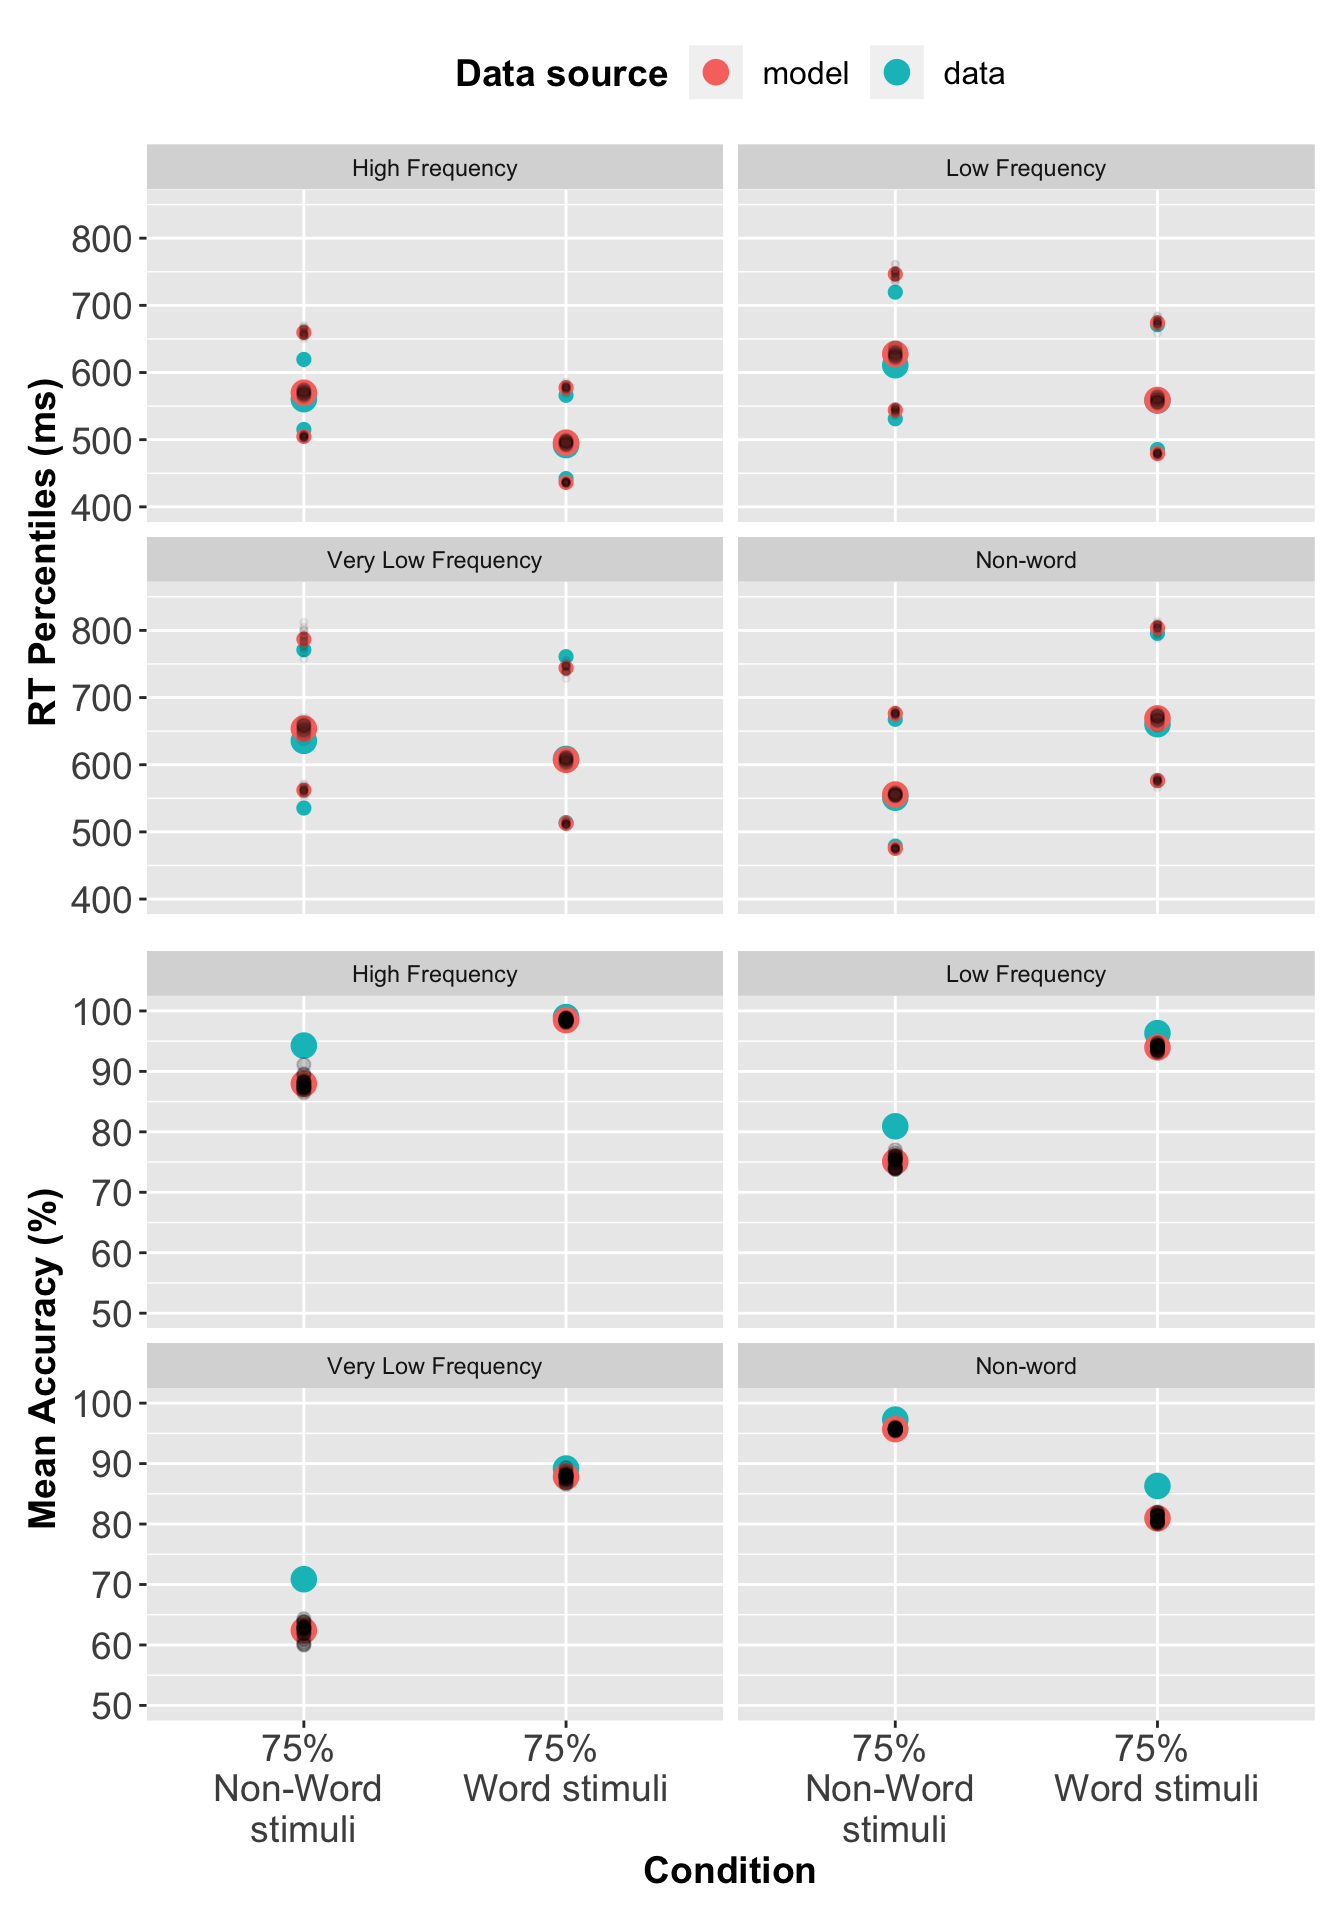 Data source model data
High Frequency Low Frequency
800
700
600
500
400
Very Low Frequency Non-word
800
700
600
500
400
RT Percentiles (ms)
High Frequency Low Frequency
100
90
80
70
60
50
Very Low Frequency Non-word
100
90
80
70
60
50
Mean Accuracy (%)
75% 75% 75% 75%
Non-Word Word stimuli Non-Word Word stimuli
stimuli stimuli
Condition